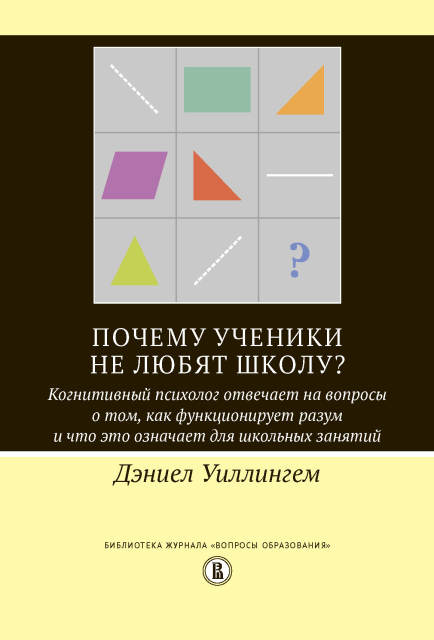 ?
ПОЧЕМУ УЧЕНИКИ
НЕ ЛЮБЯТ ШКОЛУ?
Когнитивный психолог отвечает на вопросы
о том, как функционирует разум
и что это означает для школьных занятий
Дэниел Уиллингем
БИБЛИОТЕКА ЖУРНАЛА «ВОПРОСЫ ОБРАЗОВАНИЯ»